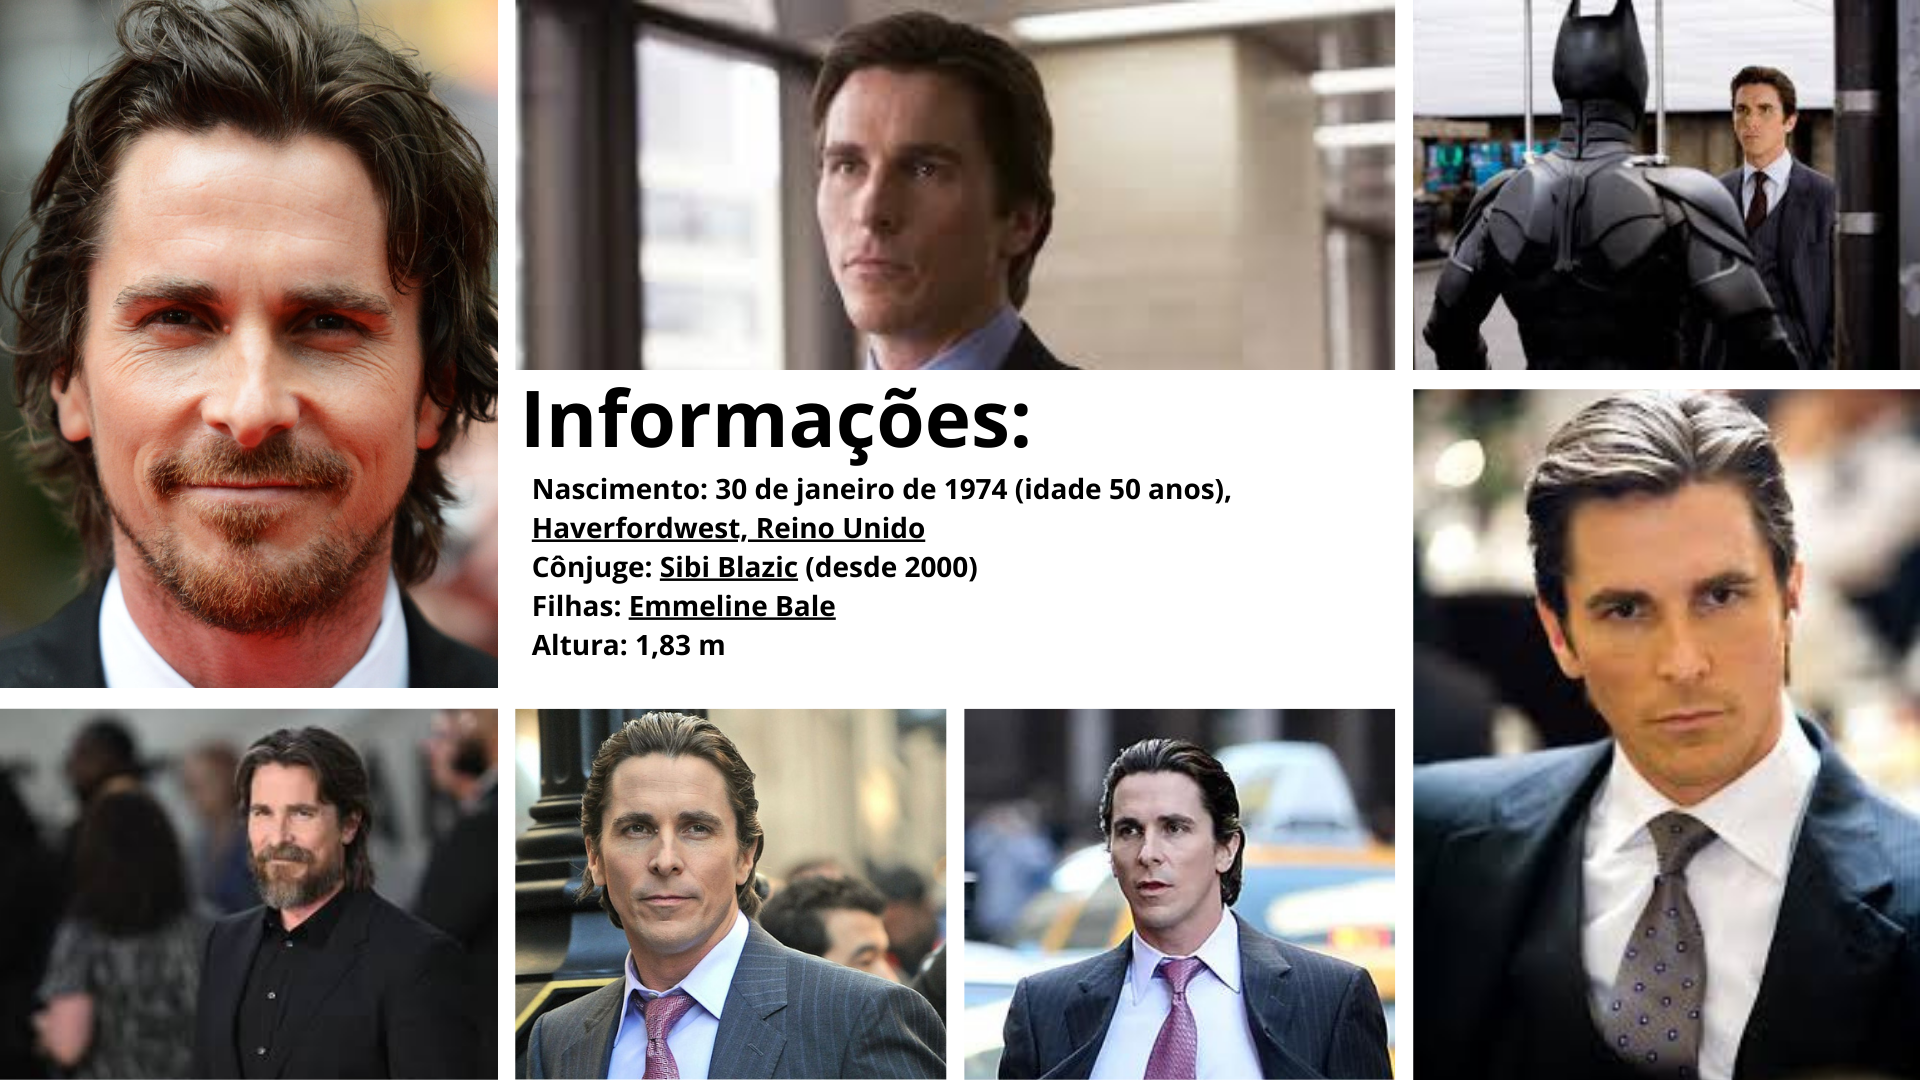 Informações:
Nascimento: 30 de janeiro de 1974 (idade 50 anos),
Haverfordwest, Reino Unido
Cônjuge: Sibi Blazic (desde 2000)
Filhas: Emmeline Bale
Altura: 1,83 m